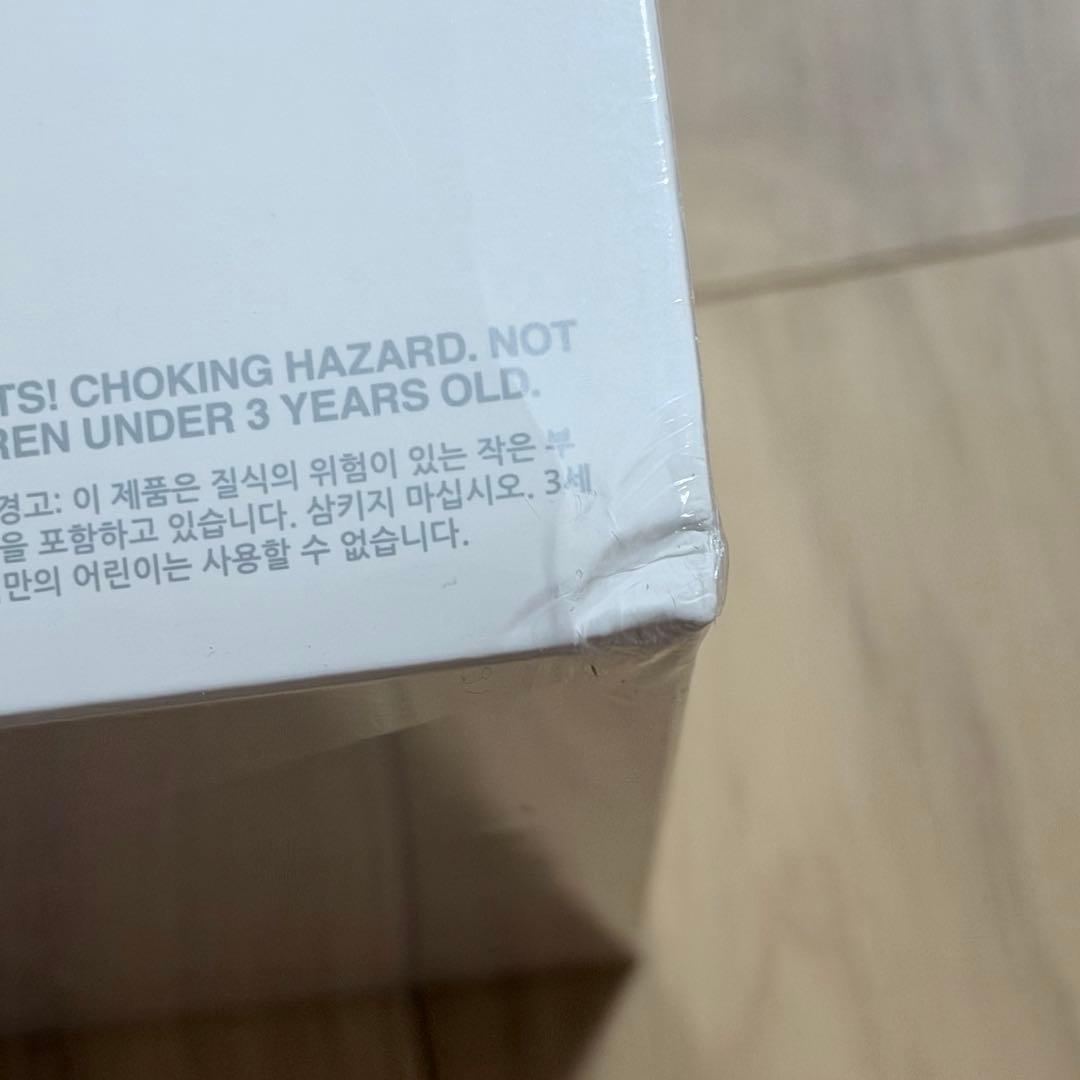 TS! CHOKING HAZARD. NOT
REN UNDER 3 YEARS OLD.
경고: 이 제품은 질식의 위험이 있는 작은 부
을 포함하고 있습니다. 삼키지 마십시오. 3세
만의 어린이는 사용할 수 없습니다.